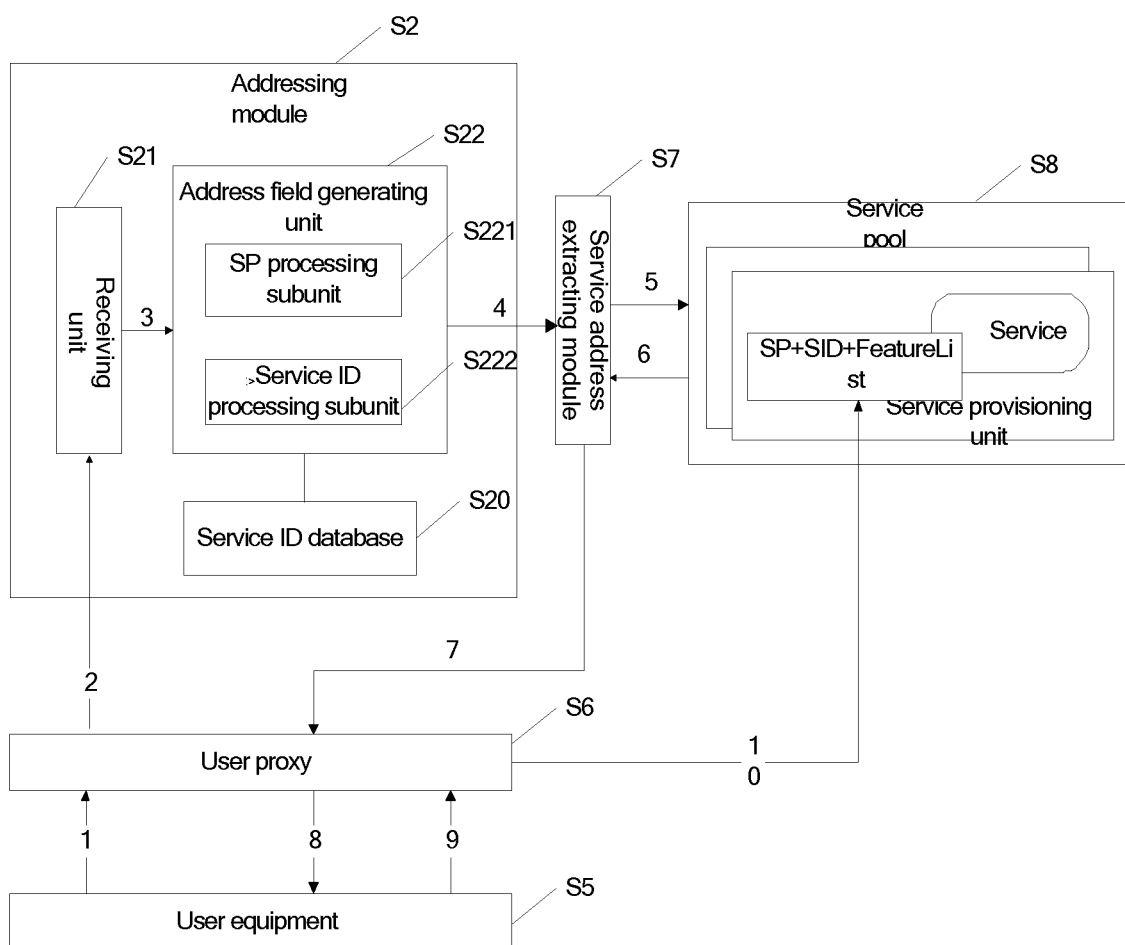 S2
Addressing
module
S22
S21
Address field generating
unit
S221
SP processing
subunit
Receiving
unit
3
>Service ID
processing subunit
S222
S20
Service ID database
4
S7
Service address
extracting module
5
6
S8
Service
pool
Service
SP+SID+FeatureLi
st
Service provisioning
unit
7
2
S6
User proxy
1
0
1
8
9
S5
User equipment